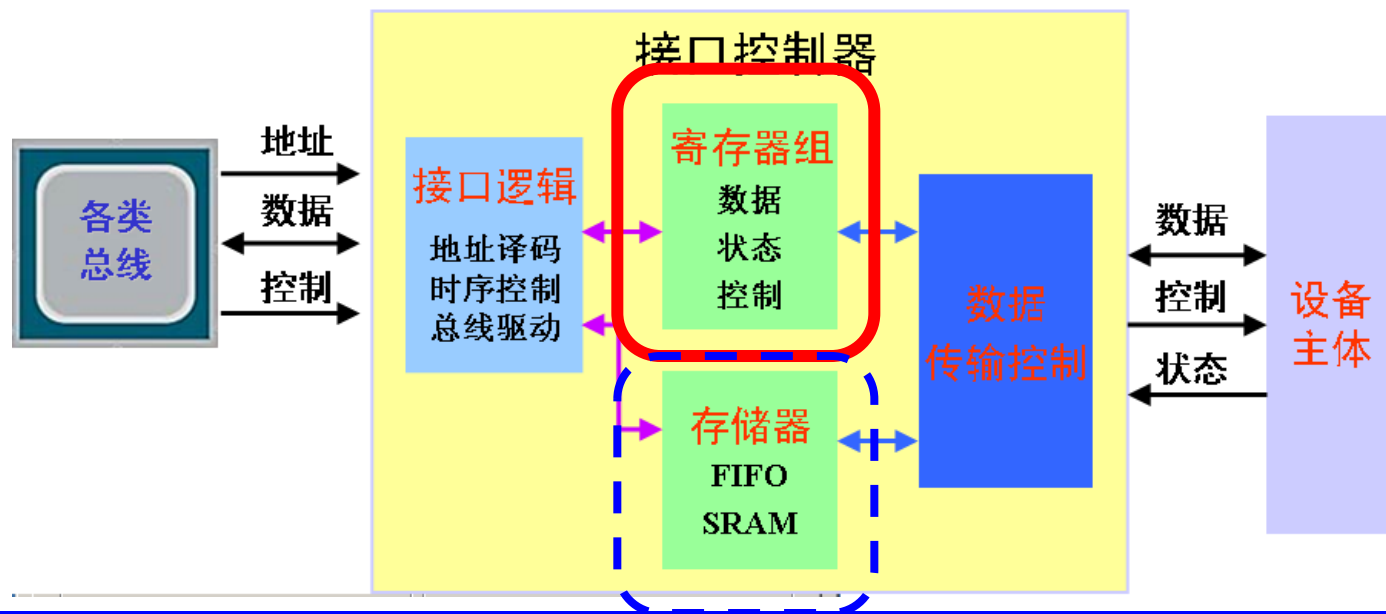 接口控制器
各类
总线
地址
数据
控制
接口逻辑
地址译码
时序控制
总线驱动
寄存器组
数据
状态
控制
存储器
FIFO
SRAM
数据
传输控制
数据
控制
状态
设备
主体